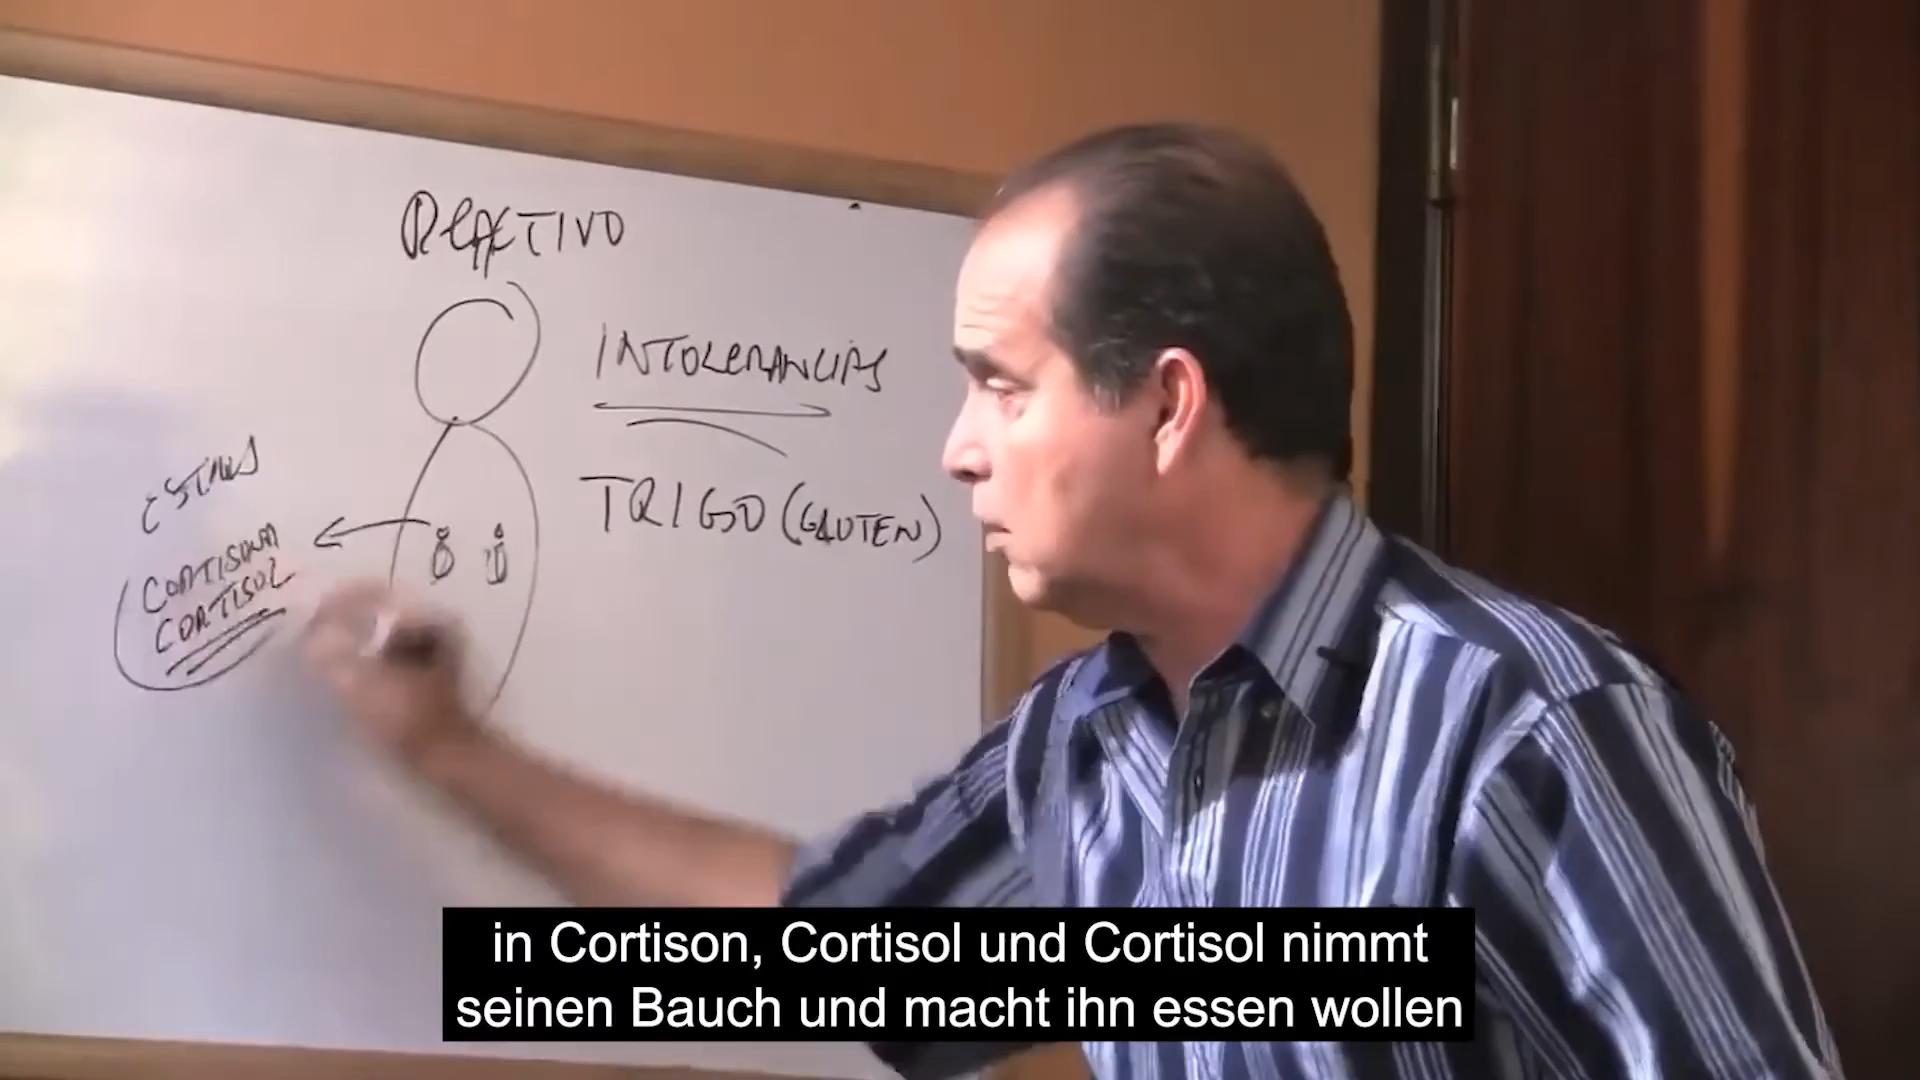 REACTIVO
INTOLERANCIAS
TRIGO (GLUTEN)
ESTRES
CORTISONA
CORTISOL
in Cortison, Cortisol und Cortisol nimmt
seinen Bauch und macht ihn essen wollen